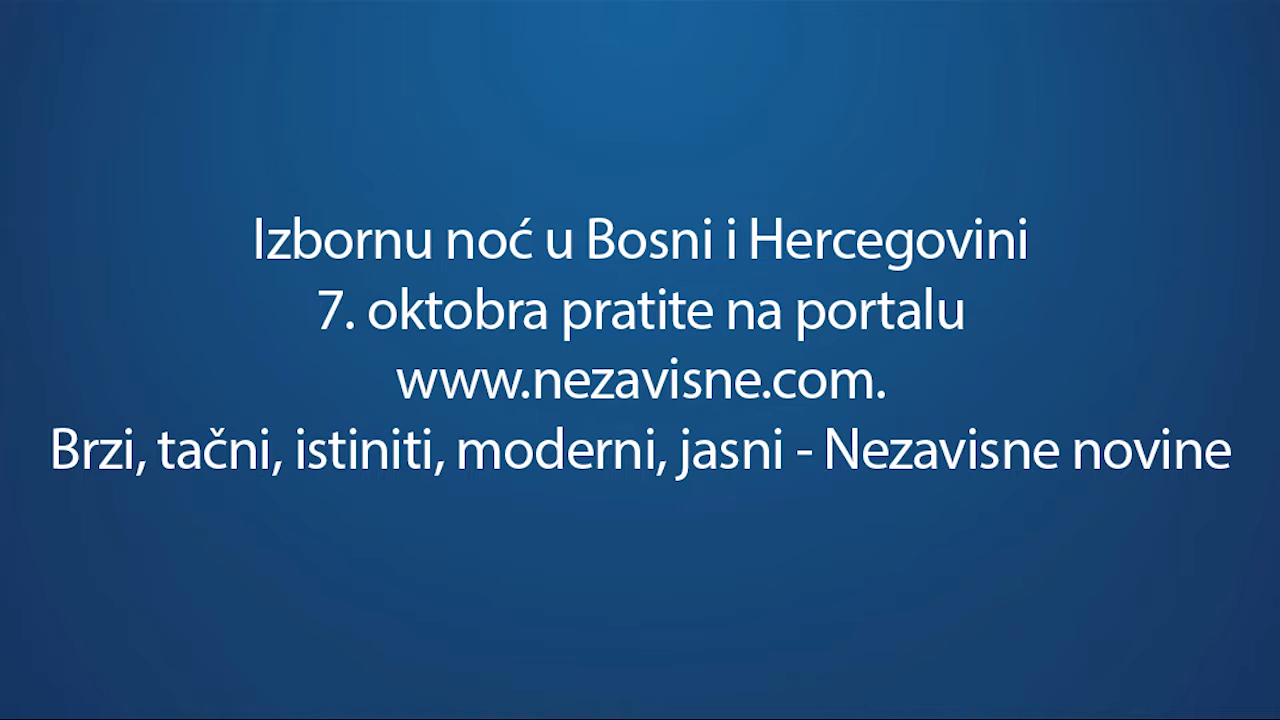 Izbornu noć u Bosni i Hercegovini
7. oktobra pratite na portalu
www.nezavisne.com.
Brzi, tačni, istiniti, moderni, jasni - Nezavisne novine